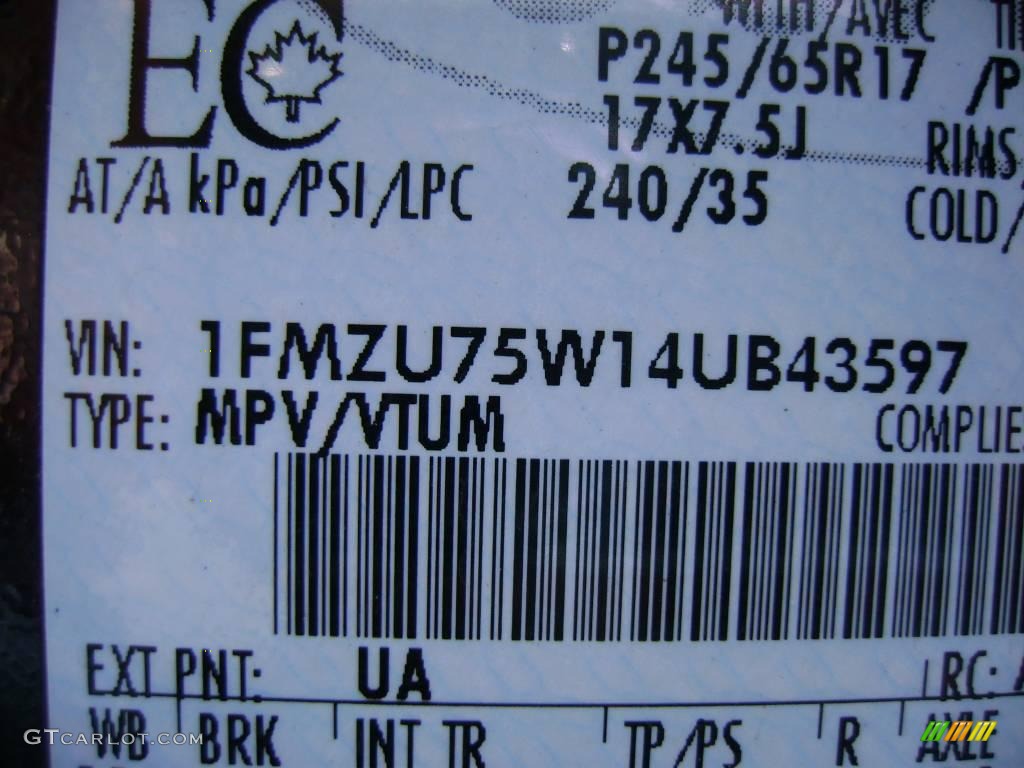 EC WITH/AVEC
P245/65R17 /P
17X7.5J RIMS
AT/A kPa/PSI/LPC 240/35 COLD/
VIN: 1FMZU75W14UB43597
TYPE: MPV/VTUM COMPLIE
EXT PNT: UA RC:
WB BRK INT TR TP/PS R AXLE
GTCARLOT.COM